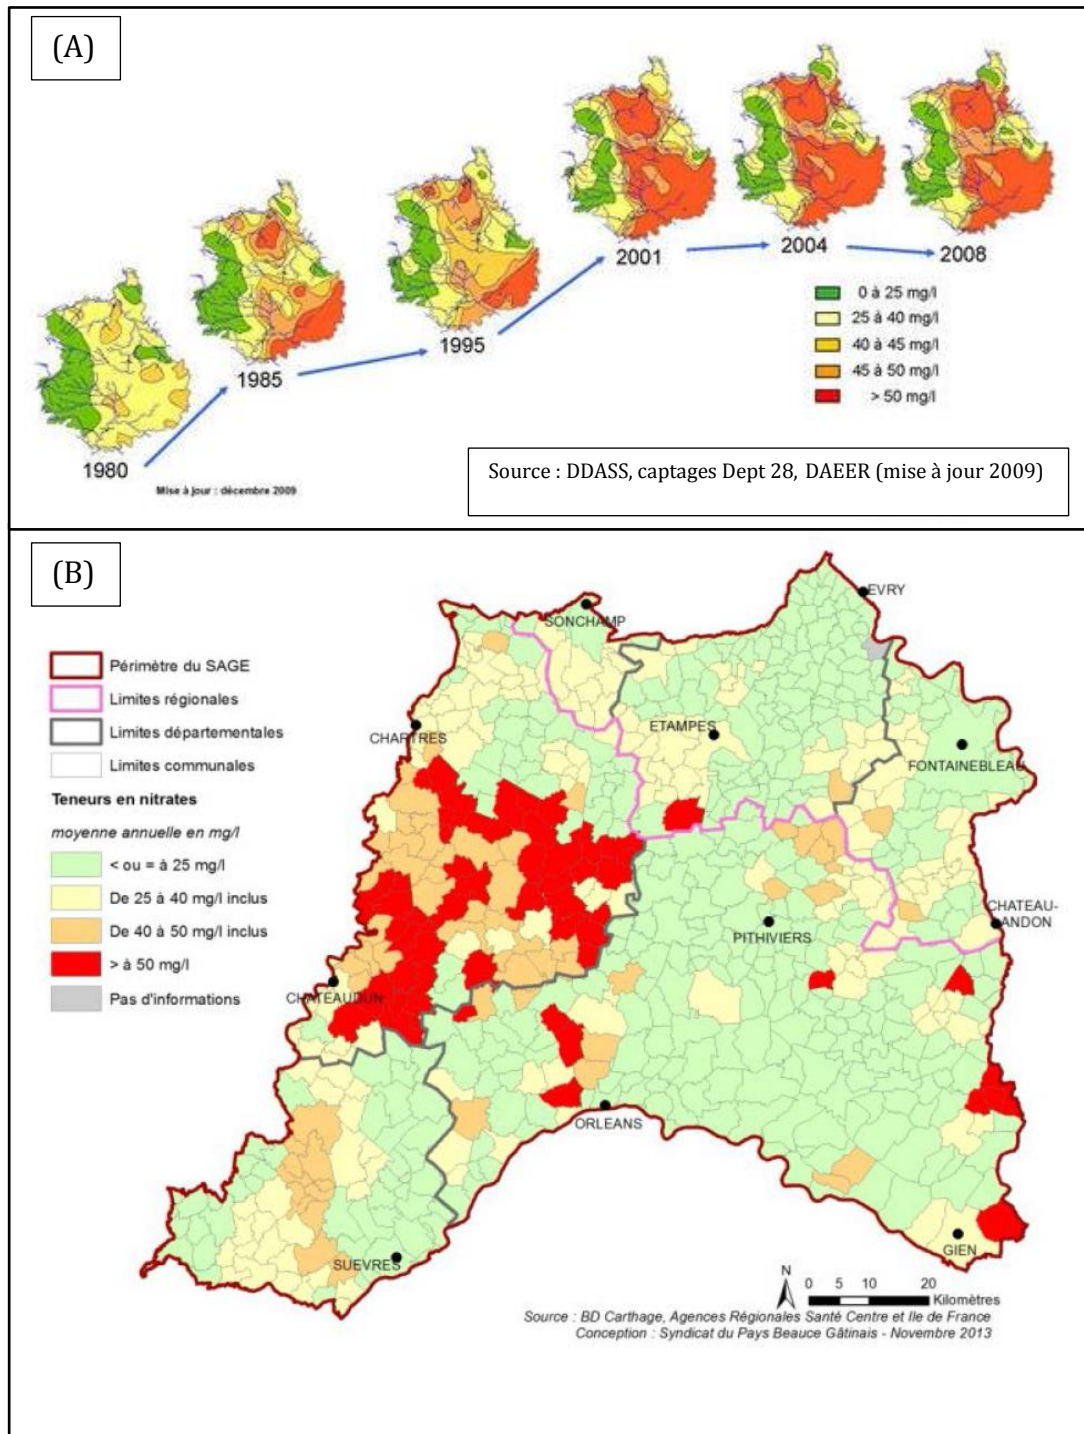 (A)
1980
1985
1995
2001
2004
2008
0 à 25 mg/l
25 à 40 mg/l
40 à 45 mg/l
45 à 50 mg/l
> 50 mg/l
Mise à jour : décembre 2009
Source : DDASS, captages Dept 28, DAEER (mise à jour 2009)
(B)
Périmètre du SAGE
Limites régionales
Limites départementales
Limites communales
Teneurs en nitrates
moyenne annuelle en mg/l
< ou = à 25 mg/l
De 25 à 40 mg/l inclus
De 40 à 50 mg/l inclus
> à 50 mg/l
Pas d'informations
EVRY
SONCHAMP
CHARTRES
ETAMPES
FONTAINEBLEAU
CHATEAU-
ANDON
PITHIVIERS
CHATEAUDUN
ORLEANS
SUEVRES
GIEN
N
0 5 10 20
Kilomètres
Source : BD Carthage, Agences Régionales Santé Centre et Ile de France
Conception : Syndicat du Pays Beauce Gâtinais - Novembre 2013